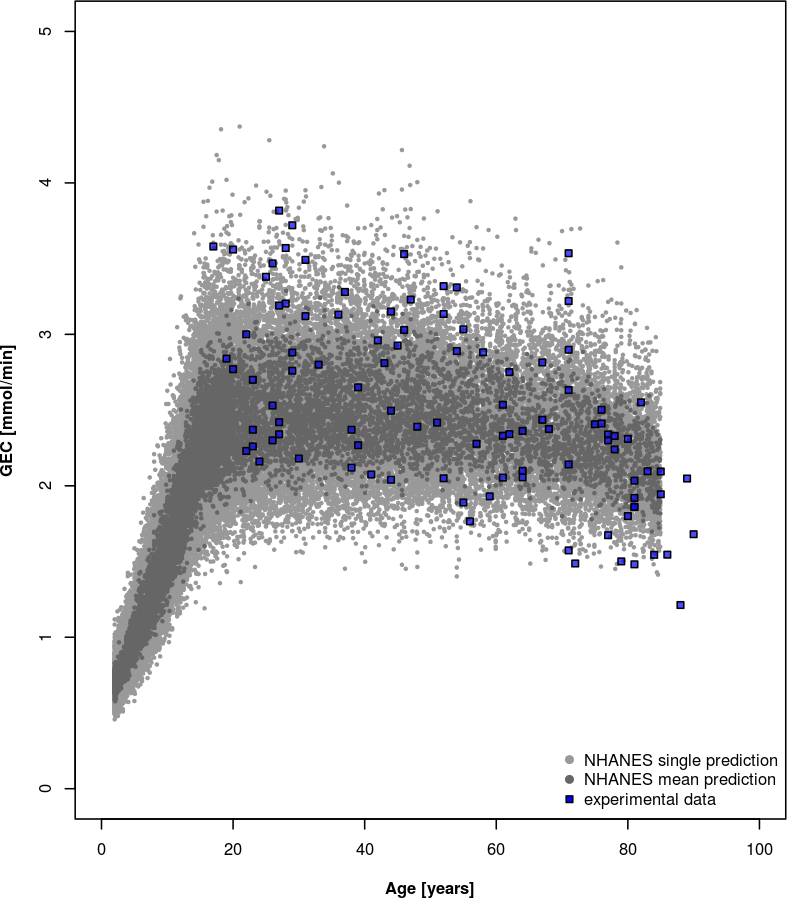 5
4
3
2
1
0
GEC [mmol/min]
NHANES single prediction
NHANES mean prediction
experimental data
0 20 40 60 80 100
Age [years]